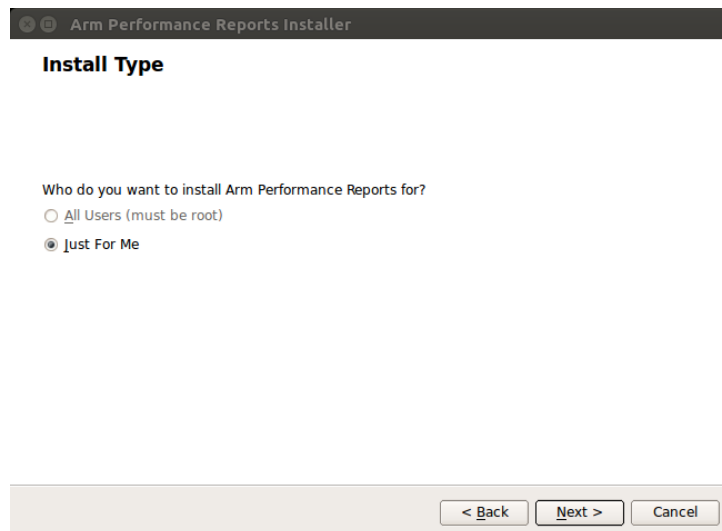 Arm Performance Reports Installer
Install Type
Who do you want to install Arm Performance Reports for?
All Users (must be root)
Just For Me
< Back Next > Cancel